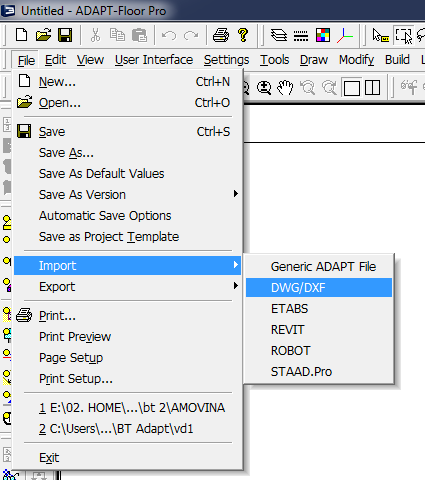 Untitled - ADAPT-Floor Pro
File Edit View User Interface Settings Tools Draw Modify Build
New... Ctrl+N
Open... Ctrl+O
Save Ctrl+S
Save As...
Save As Default Values
Save As Version
Automatic Save Options
Save as Project Template
Import
Export
Generic ADAPT File
DWG/DXF
ETABS
REVIT
ROBOT
STAAD.Pro
Print...
Print Preview
Page Setup
Print Setup...
1 E:\02. HOME\...\bt 2\AMOVINA
2 C:\Users\...\BT Adapt\vd1
Exit